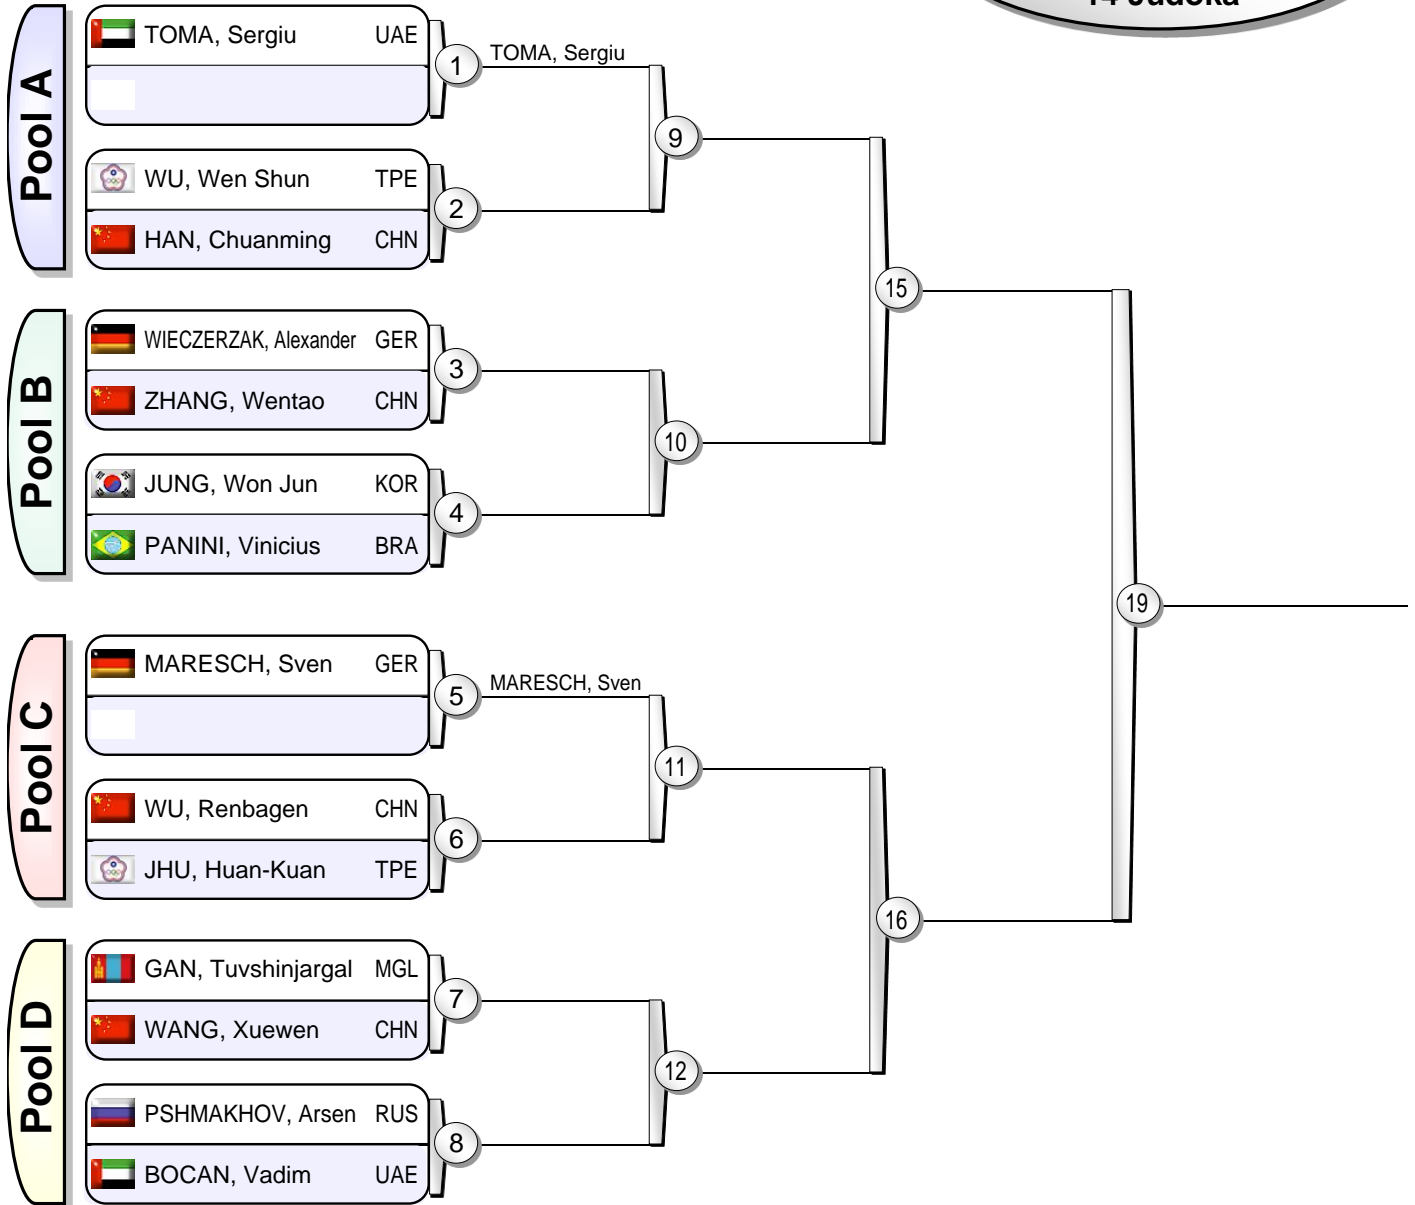 14 Judoka
Pool A
TOMA, Sergiu UAE
1
TOMA, Sergiu
9
WU, Wen Shun TPE
2
HAN, Chuanming CHN
15
Pool B
WIECZERZAK, Alexander GER
3
ZHANG, Wentao CHN
10
JUNG, Won Jun KOR
4
PANINI, Vinicius BRA
19
Pool C
MARESCH, Sven GER
5
MARESCH, Sven
11
WU, Renbagen CHN
6
JHU, Huan-Kuan TPE
16
Pool D
GAN, Tuvshinjargal MGL
7
WANG, Xuewen CHN
12
PSHMAKHOV, Arsen RUS
8
BOCAN, Vadim UAE